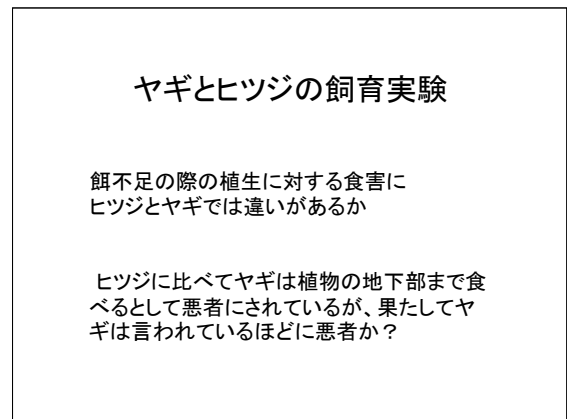 ヤギとヒツジの飼育実験
餌不足の際の植生に対する食害に
ヒツジとヤギでは違いがあるか
ヒツジに比べてヤギは植物の地下部まで食
べるとして悪者にされているが、果たしてヤ
ギは言われているほどに悪者か？